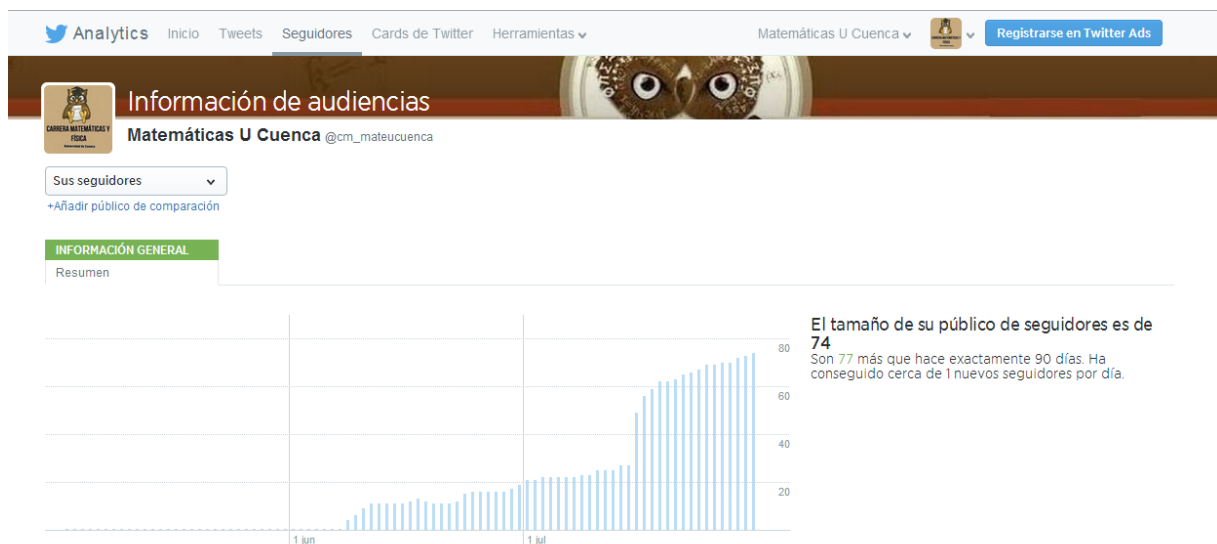 Analytics Inicio Tweets Seguidores Cards de Twitter Herramientas Matemáticas U Cuenca Registrarse en Twitter Ads
Información de audiencias
CARRERA MATEMÁTICAS Y
FÍSICA
Universidad de Cuenca
Matemáticas U Cuenca @cm_mateucuenca
Sus seguidores
+Añadir público de comparación
INFORMACIÓN GENERAL
Resumen
El tamaño de su público de seguidores es de
74
Son 77 más que hace exactamente 90 días. Ha
conseguido cerca de 1 nuevos seguidores por día.
80
60
40
20
1 jun
1 jul